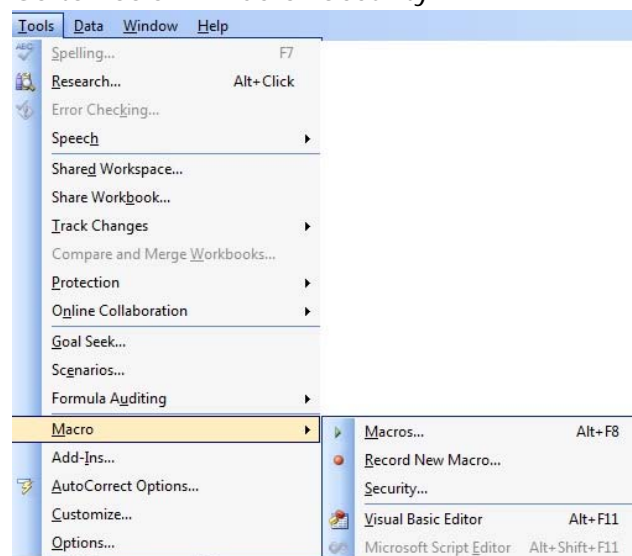 Tools Data Window Help
Spelling... F7
Research... Alt+Click
Error Checking...
Speech
Shared Workspace...
Share Workbook...
Track Changes
Compare and Merge Workbooks...
Protection
Online Collaboration
Goal Seek...
Scenarios...
Formula Auditing
Macro
Macros... Alt+F8
Add-Ins...
Record New Macro...
AutoCorrect Options...
Security...
Customize...
Visual Basic Editor Alt+F11
Options...
Microsoft Script Editor Alt+Shift+F11